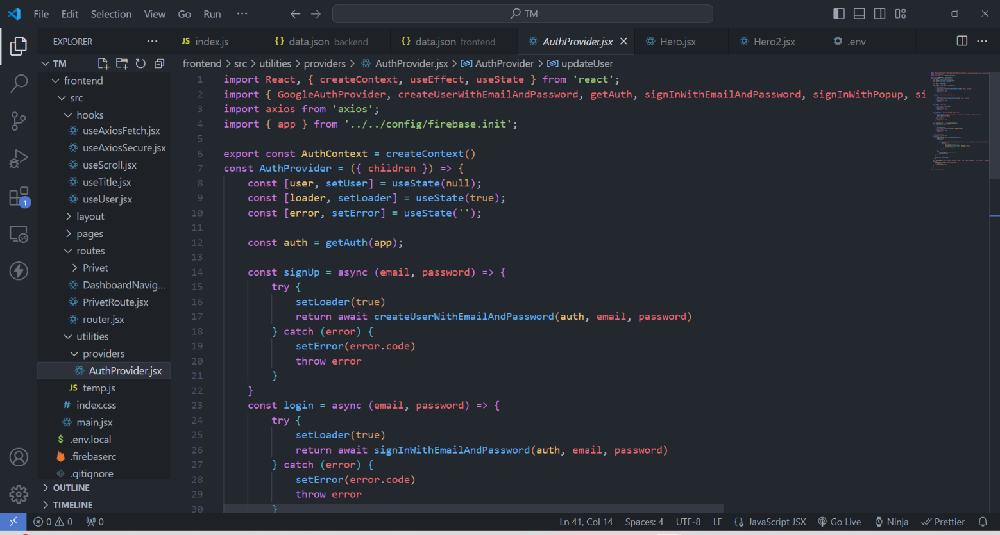 File Edit Selection View Go Run ··· TM
EXPLORER ···
JS index.js {} data.json backend {} data.json frontend AuthProvider.jsx Hero.jsx Hero2.jsx .env ···
TM
frontend > src > utilities > providers > AuthProvider.jsx > AuthProvider > updateUser
frontend
src
hooks
useAxiosFetch.jsx
useAxiosSecure.jsx
useScroll.jsx
useTitle.jsx
useUser.jsx
layout
pages
routes
Privet
DashboardNavig...
PrivetRoute.jsx
router.jsx
utilities
providers
AuthProvider.jsx
JS temp.js
# index.css
main.jsx
$ .env.local
.firebaserc
.gitignore
OUTLINE
TIMELINE
1
1 import React, { createContext, useEffect, useState } from 'react';
2 import { GoogleAuthProvider, createUserWithEmailAndPassword, getAuth, signInWithEmailAndPassword, signInWithPopup, si
3 import axios from 'axios';
4 import { app } from '../../config/firebase.init';
5
6 export const AuthContext = createContext()
7 const AuthProvider = ({ children }) => {
8 const [user, setUser] = useState(null);
9 const [loader, setLoader] = useState(true);
10 const [error, setError] = useState('');
11
12 const auth = getAuth(app);
13
14 const signUp = async (email, password) => {
15 try {
16 setLoader(true)
17 return await createUserWithEmailAndPassword(auth, email, password)
18 } catch (error) {
19 setError(error.code)
20 throw error
21 }
22 }
23 const login = async (email, password) => {
24 try {
25 setLoader(true)
26 return await signInWithEmailAndPassword(auth, email, password)
27 } catch (error) {
28 setError(error.code)
29 throw error
30 }
0 0 0 Ln 41, Col 14 Spaces: 4 UTF-8 LF JavaScript JSX Go Live Ninja Prettier